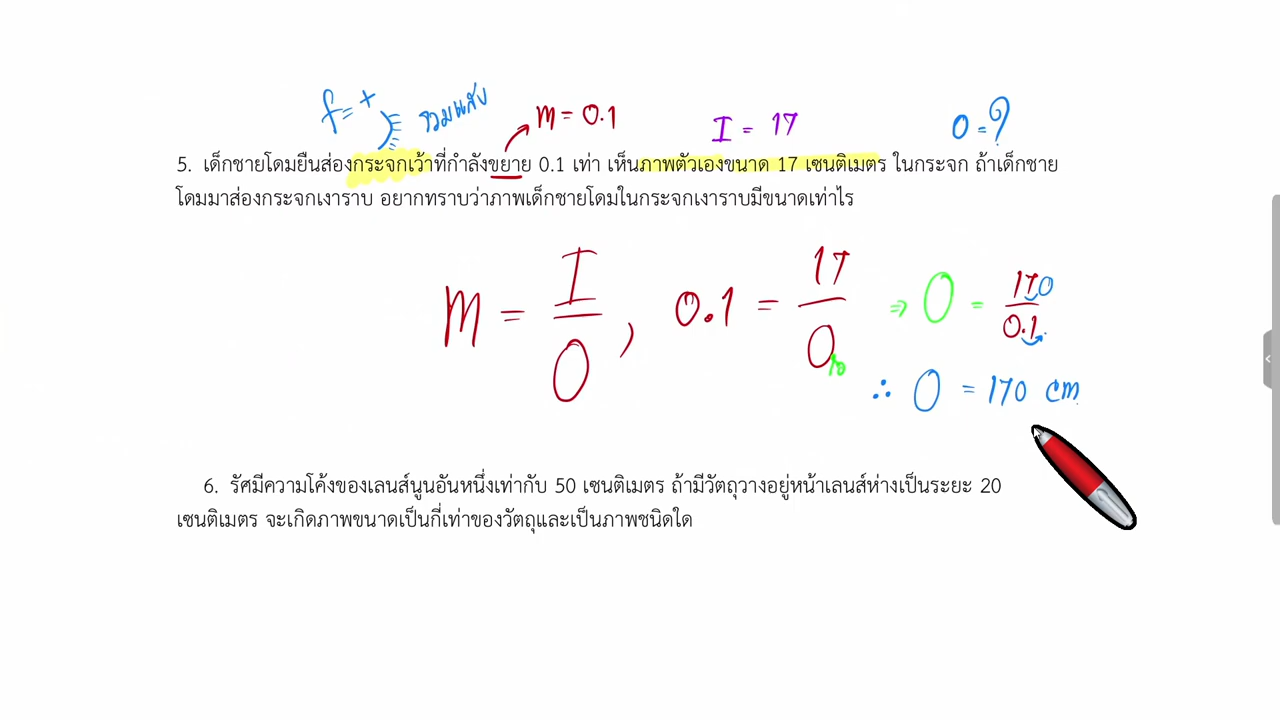 f = + รวมแสง m = 0.1 I = 17 O = ?
5. เด็กชายโดมยืนส่องกระจกเว้าที่กำลังขยาย 0.1 เท่า เห็นภาพตัวเองขนาด 17 เซนติเมตร ในกระจก ถ้าเด็กชาย
โดมมาส่องกระจกเงาราบ อยากทราบว่าภาพเด็กชายโดมในกระจกเงาราบมีขนาดเท่าไร
m = I/O , 0.1 = 17/O ⇒ O = 170/0.1.
∴ O = 170 cm
6. รัศมีความโค้งของเลนส์นูนอันหนึ่งเท่ากับ 50 เซนติเมตร ถ้ามีวัตถุวางอยู่หน้าเลนส์ห่างเป็นระยะ 20
เซนติเมตร จะเกิดภาพขนาดเป็นกี่เท่าของวัตถุและเป็นภาพชนิดใด